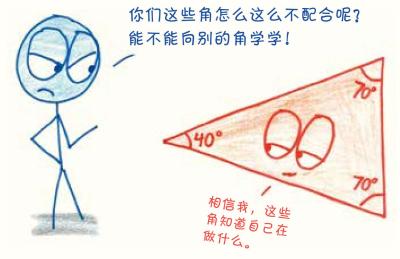 你们这些角怎么这么不配合呢？
能不能向别的角学学！
70°
40°
70°
相信我，这些
角知道自己在
做什么。